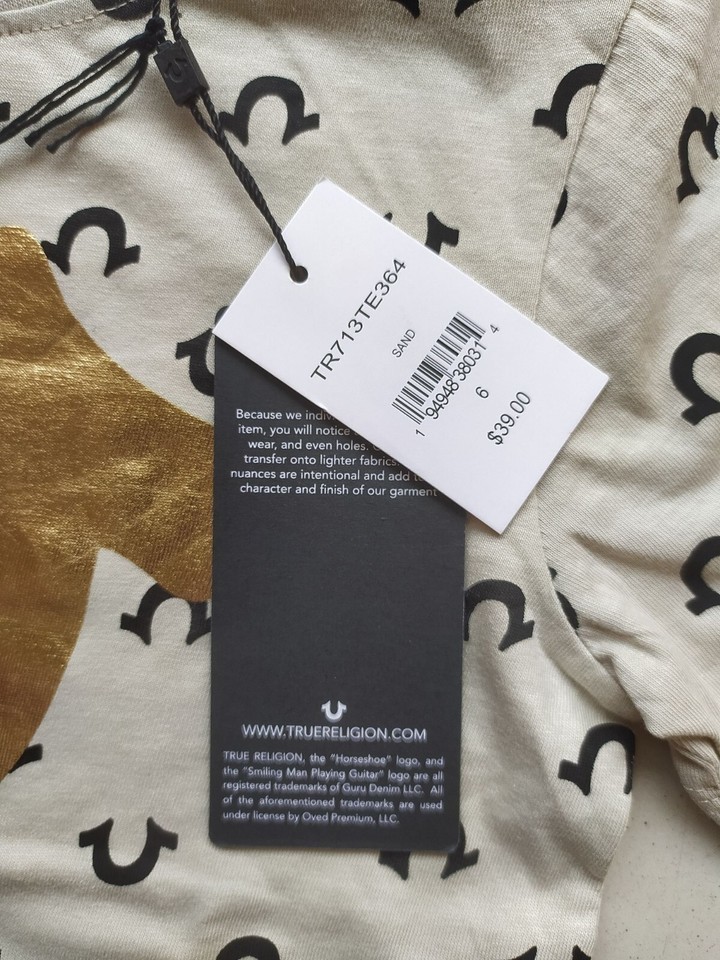 TR713TE364
SAND
1 94948 38031 4
6
$39.00
Because we indiv
item, you will notice
wear, and even holes.
transfer onto lighter fabrics.
nuances are intentional and add
character and finish of our garment
WWW.TRUERELIGION.COM
TRUE RELIGION, the "Horseshoe" logo, and
the "Smiling Man Playing Guitar" logo are all
registered trademarks of Guru Denim LLC. All
of the aforementioned trademarks are used
under license by Oved Premium, LLC.